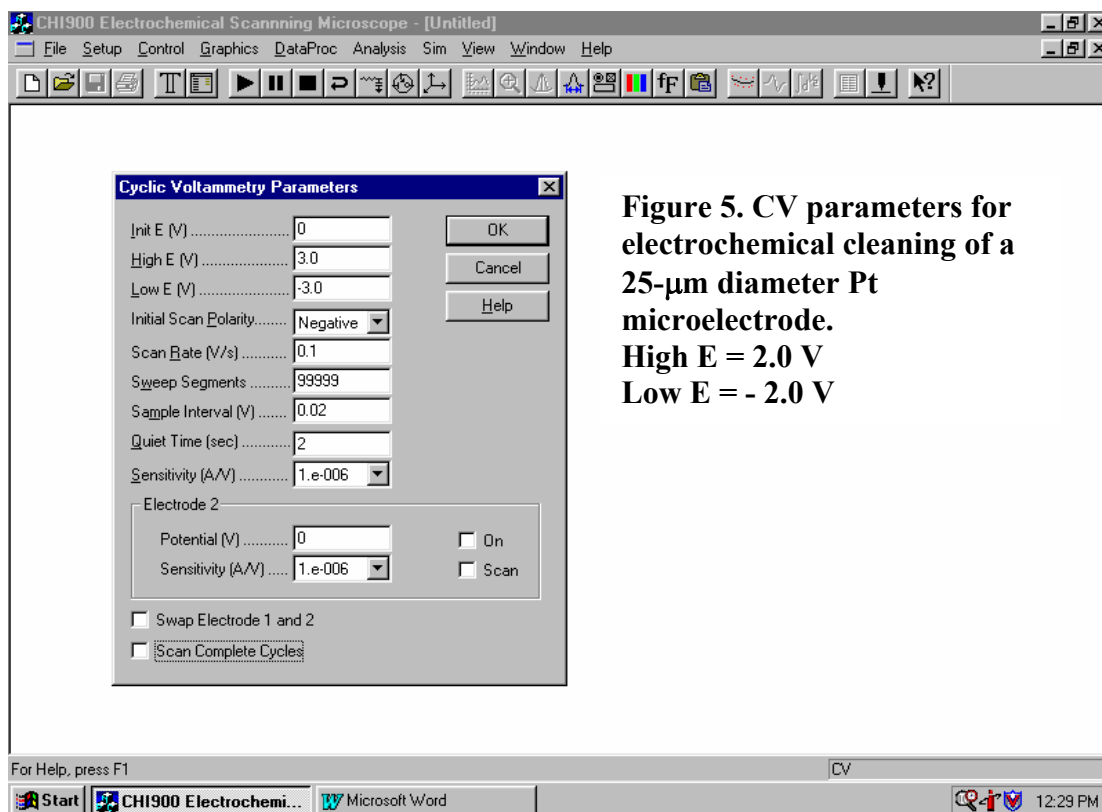 CHI900 Electrochemical Scannning Microscope - [Untitled]
File Setup Control Graphics DataProc Analysis Sim View Window Help
Cyclic Voltammetry Parameters
Init E (V) ...................... 0
High E (V) .................... 3.0
Low E (V) ..................... -3.0
Initial Scan Polarity........ Negative
Scan Rate (V/s) ........... 0.1
Sweep Segments ......... 99999
Sample Interval (V) ....... 0.02
Quiet Time (sec) ............ 2
Sensitivity (A/V) ............ 1.e-006
OK
Cancel
Help
Electrode 2
Potential (V) ........... 0
On
Sensitivity (A/V) ..... 1.e-006
Scan
Swap Electrode 1 and 2
Scan Complete Cycles
Figure 5. CV parameters for
electrochemical cleaning of a
25-μm diameter Pt
microelectrode.
High E = 2.0 V
Low E = - 2.0 V
For Help, press F1
CV
Start CHI900 Electrochemi... Microsoft Word 12:29 PM